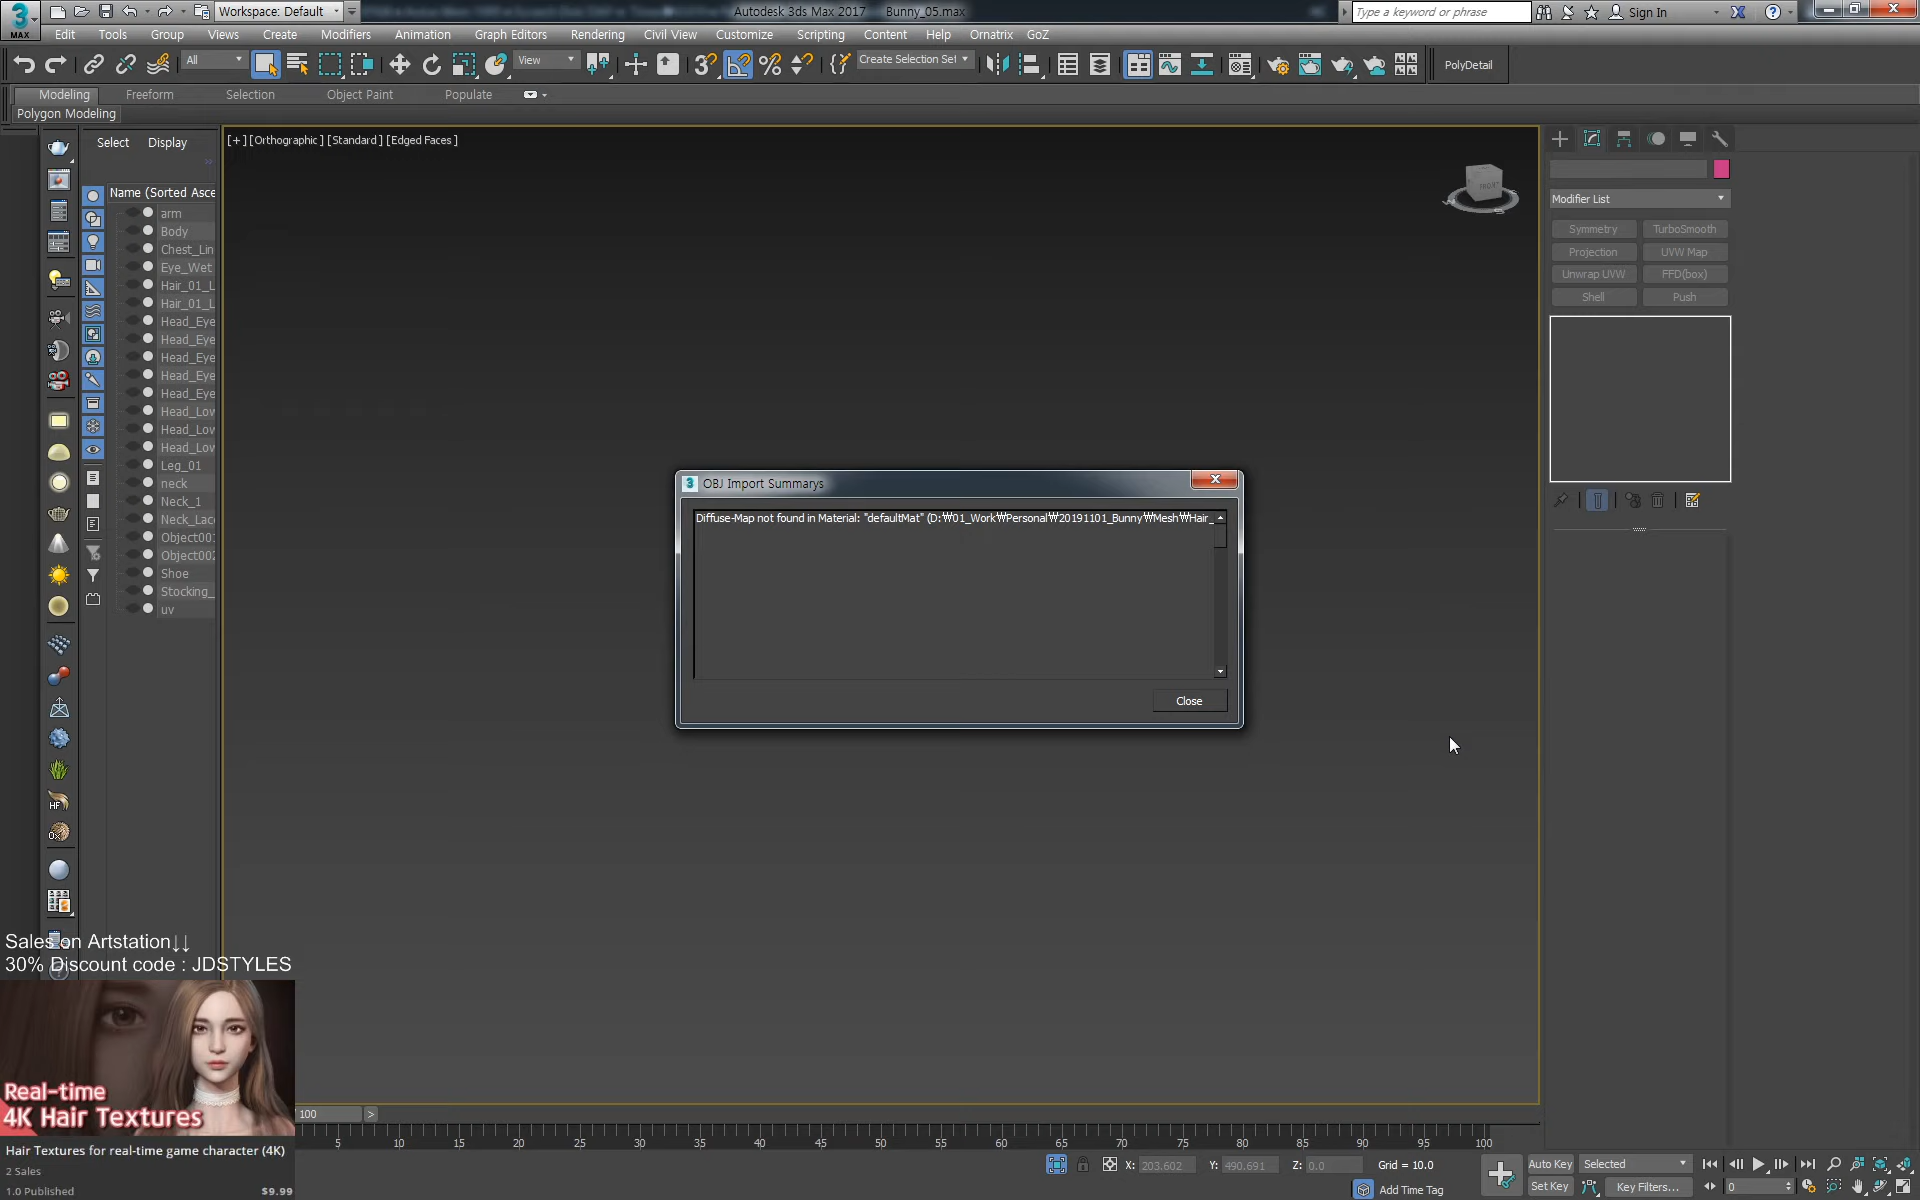 Workspace: Default
Autodesk 3ds Max 2017 Bunny_05.max
Type a keyword or phrase
Sign In
MAX
Edit Tools Group Views Create Modifiers Animation Graph Editors Rendering Civil View Customize Scripting Content Help Ornatrix GoZ
All
View
Create Selection Set
PolyDetail
Modeling Freeform Selection Object Paint Populate
Polygon Modeling
Select Display
[+] [Orthographic] [Standard] [Edged Faces]
Name (Sorted Asce
arm
Body
Chest_Lin
Eye_Wet
Hair_01_L
Hair_01_L
Head_Eye
Head_Eye
Head_Eye
Head_Eye
Head_Eye
Head_Low
Head_Low
Head_Low
Leg_01
neck
Neck_1
Neck_Lace
Object001
Object002
Shoe
Stocking_
uv
Modifier List
Symmetry TurboSmooth
Projection UVW Map
Unwrap UVW FFD(box)
Shell Push
OBJ Import Summarys
Diffuse-Map not found in Material: "defaultMat" (D:₩01_Work₩Personal₩20191101_Bunny₩Mesh₩Hair_
Close
Sales on Artstation↓↓
30% Discount code : JDSTYLES
Real-time
4K Hair Textures
Hair Textures for real-time game character (4K)
2 Sales
1.0 Published $9.99
100 >
5 10 15 20 25 30 35 40 45 50 55 60 65 70 75 80 85 90 95 100
X: 203.602 Y: 490.691 Z: 0.0 Grid = 10.0
Add Time Tag
Auto Key Selected
Set Key Key Filters...
0